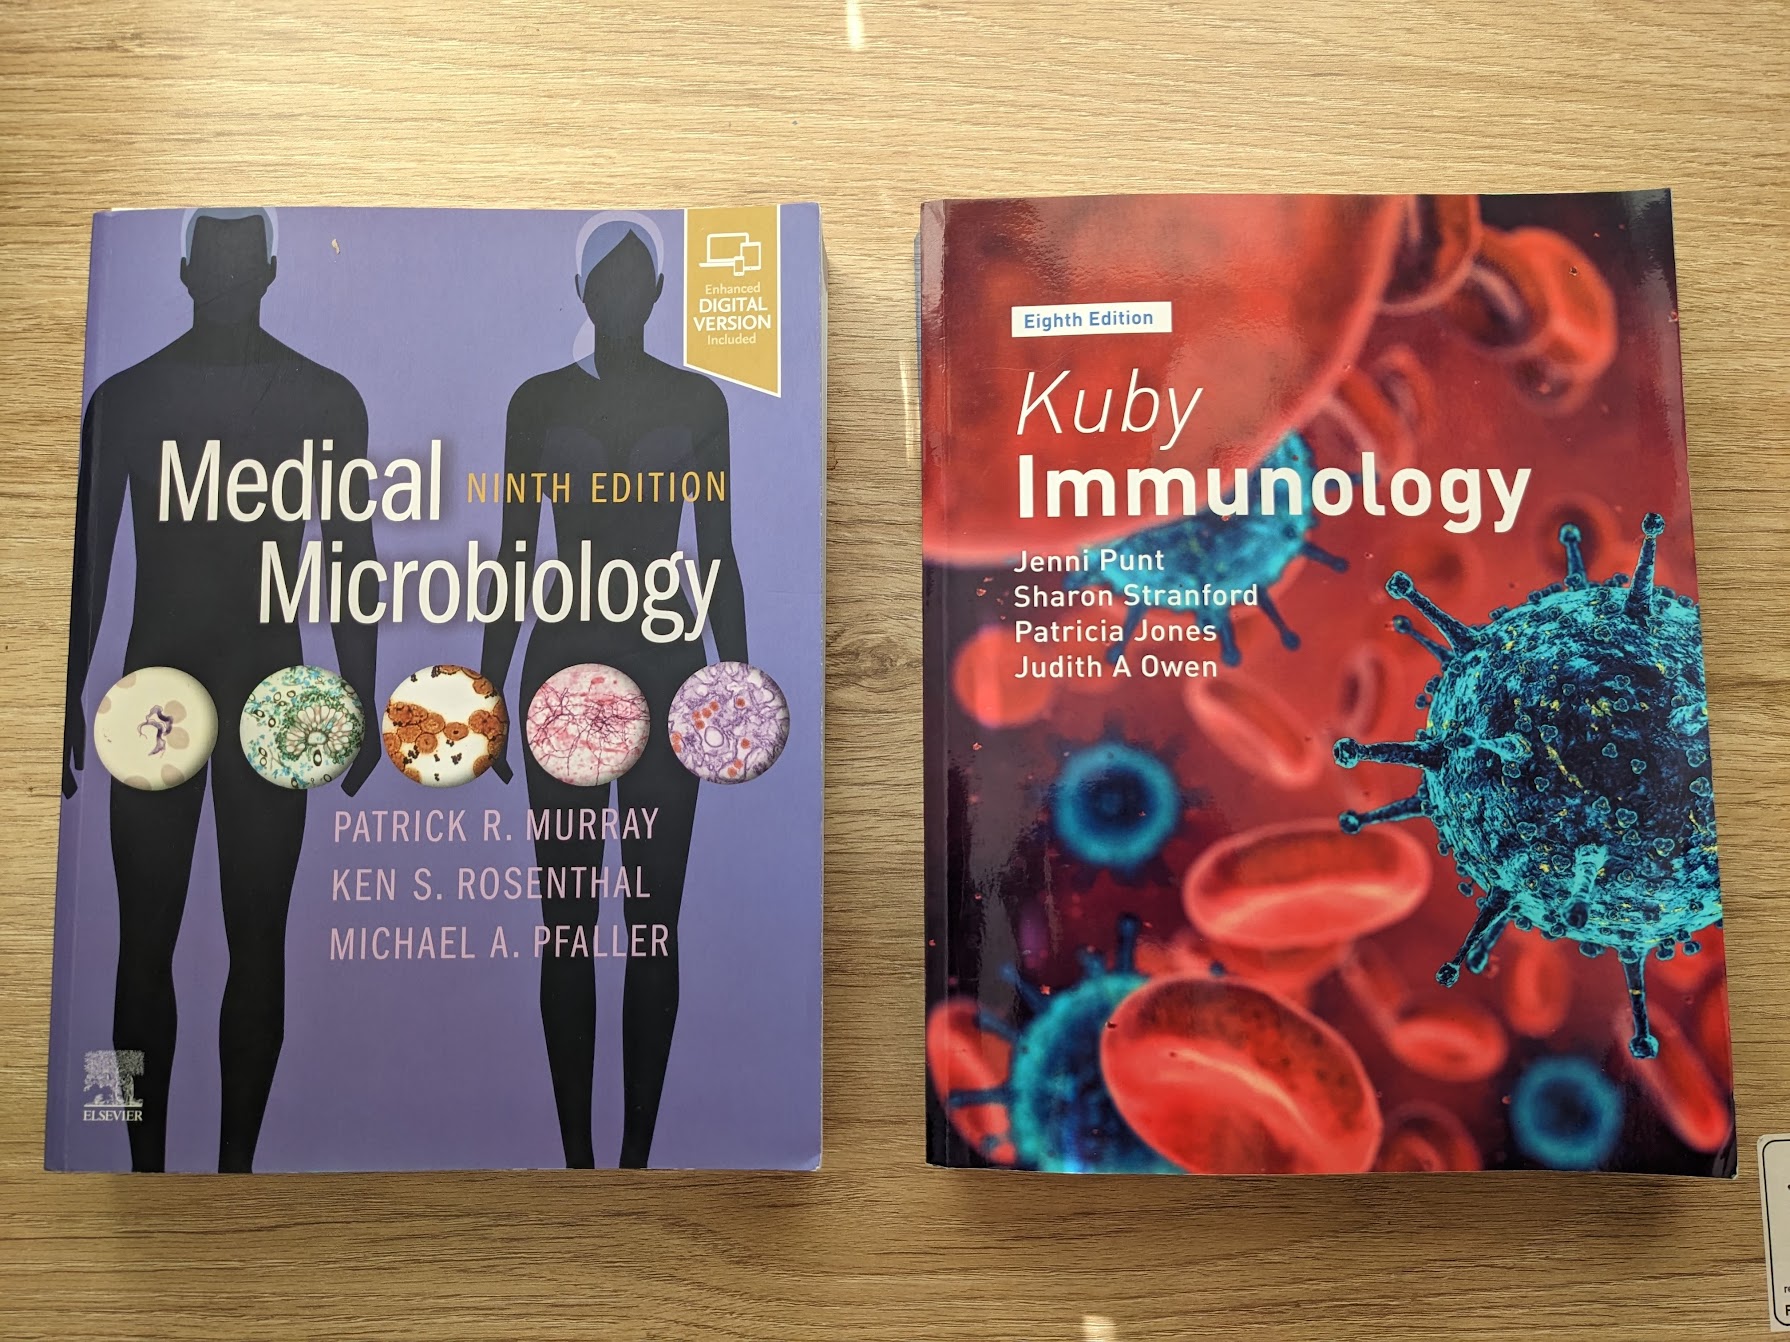 Enhanced
DIGITAL
VERSION
Included
Medical NINTH EDITION
Microbiology
PATRICK R. MURRAY
KEN S. ROSENTHAL
MICHAEL A. PFALLER
ELSEVIER
Eighth Edition
Kuby
Immunology
Jenni Punt
Sharon Stranford
Patricia Jones
Judith A Owen